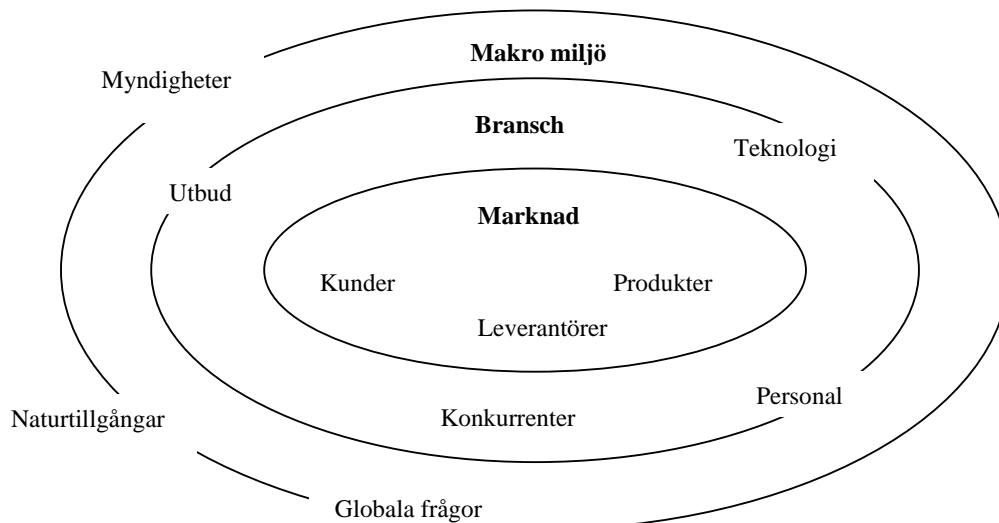 Makro miljö
Myndigheter
Bransch
Teknologi
Utbud
Marknad
Kunder
Produkter
Leverantörer
Personal
Naturtillgångar
Konkurrenter
Globala frågor